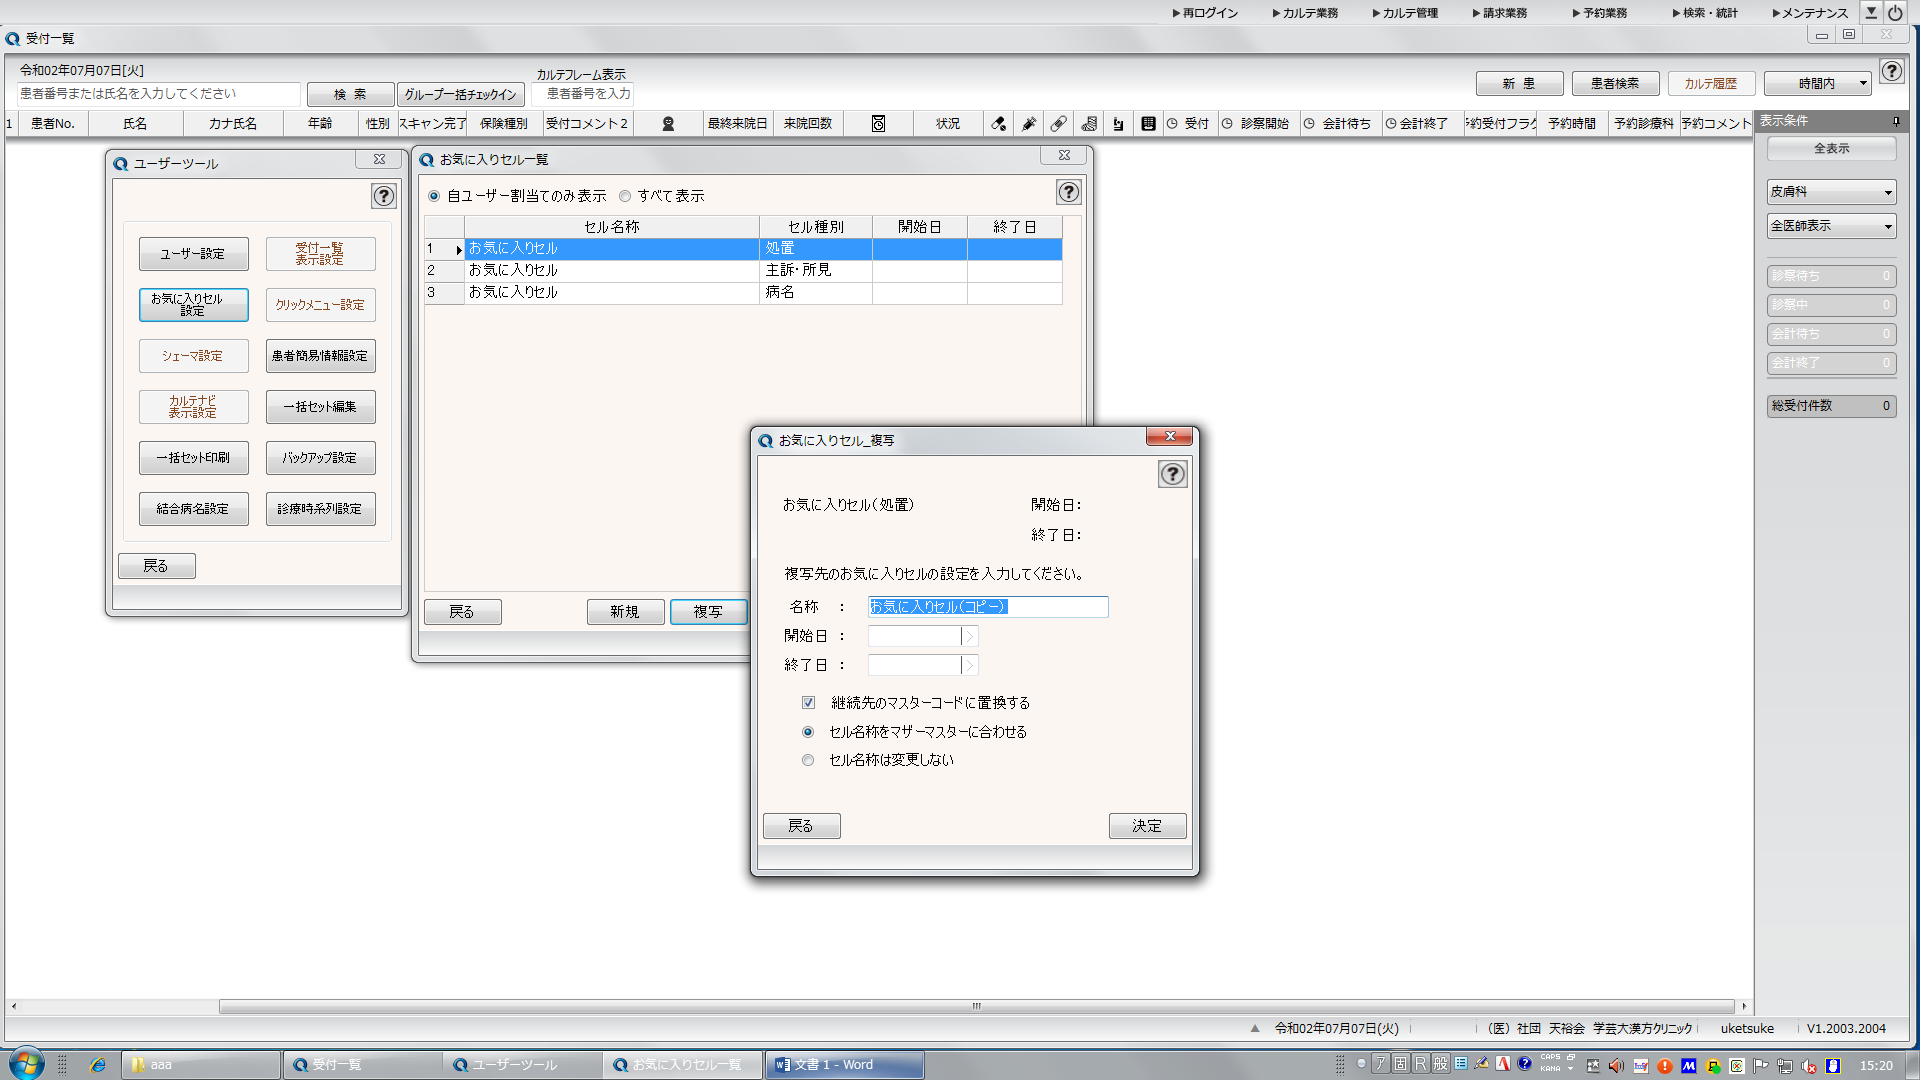 ▶再ログイン ▶カルテ業務 ▶カルテ管理 ▶請求業務 ▶予約業務 ▶検索・統計 ▶メンテナンス
受付一覧
令和02年07月07日[火]
カルテフレーム表示
患者番号または氏名を入力してください 検 索 グループ一括チェックイン 患者番号を入力
新 患 患者検索 カルテ履歴 時間内
1 患者No. 氏名 カナ氏名 年齢 性別 スキャン完了 保険種別 受付コメント2 最終来院日 来院回数 状況 受付 診察開始 会計待ち 会計終了 予約受付フラグ 予約時間 予約診療科 予約コメント
表示条件
全表示
皮膚科
全医師表示
診察待ち 0
診察中 0
会計待ち 0
会計終了 0
総受付件数 0
ユーザーツール
ユーザー設定
受付一覧
表示設定
お気に入りセル
設定
クリックメニュー設定
シェーマ設定
患者簡易情報設定
カルテナビ
表示設定
一括セット編集
一括セット印刷
バックアップ設定
結合病名設定
診療時系列設定
戻る
お気に入りセル一覧
自ユーザー割当てのみ表示 すべて表示
セル名称 セル種別 開始日 終了日
1 お気に入りセル 処置
2 お気に入りセル 主訴・所見
3 お気に入りセル 病名
戻る 新規 複写
お気に入りセル_複写
お気に入りセル(処置) 開始日:
終了日:
複写先のお気に入りセルの設定を入力してください。
名称 : お気に入りセル(コピー)
開始日 :
終了日 :
継続先のマスターコードに置換する
セル名称をマザーマスターに合わせる
セル名称は変更しない
戻る 決定
令和02年07月07日(火) (医)社団 天裕会 学芸大漢方クリニック uketsuke V1.2003.2004
aaa 受付一覧 ユーザーツール お気に入りセル一覧 文書 1 - Word
ア 固 R 般 CAPS KANA 15:20